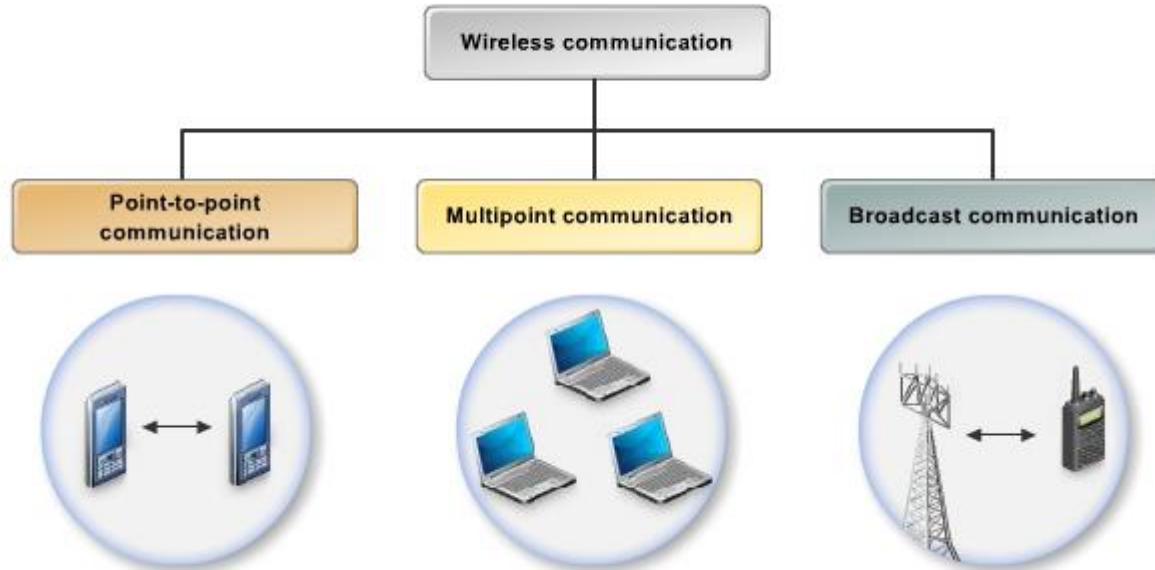 Wireless communication
Point-to-point
communication
Multipoint communication
Broadcast communication